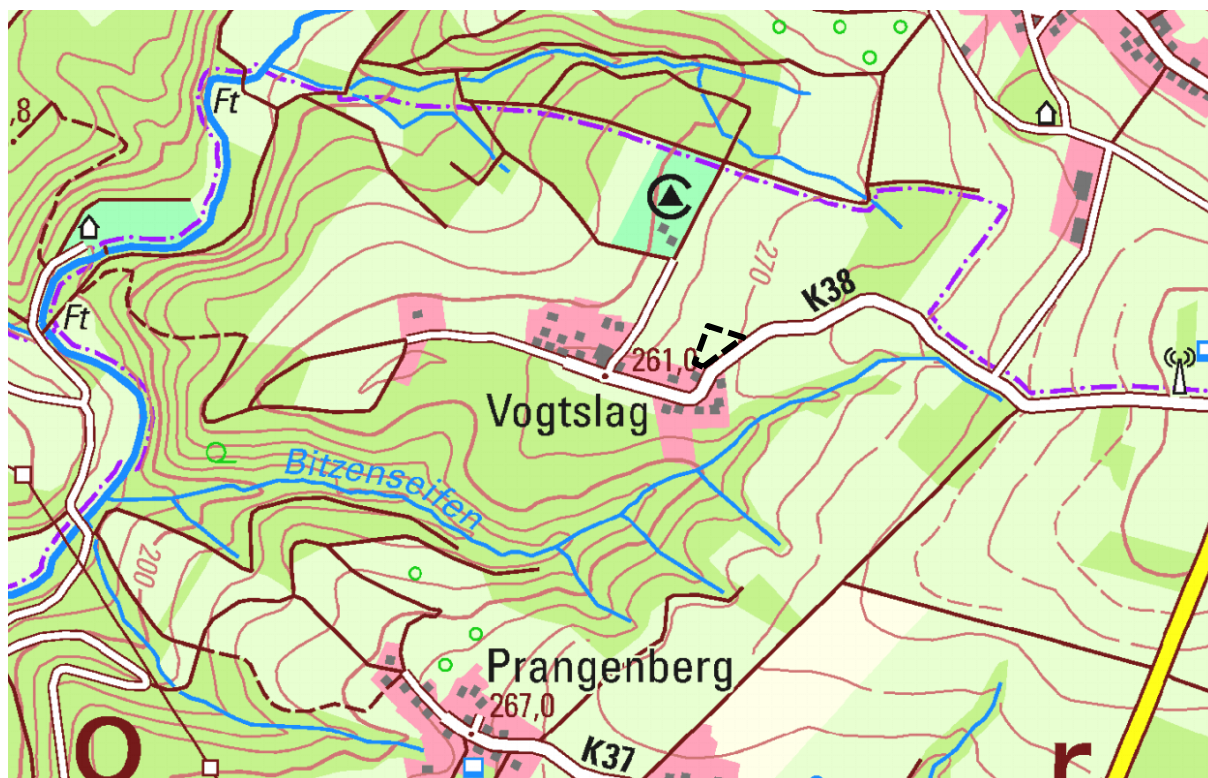 Ft
,8
K38
270
Ft
261,0
Vogtslag
Bitzenseifen
200
Prangenberg
267,0
K37
O
r